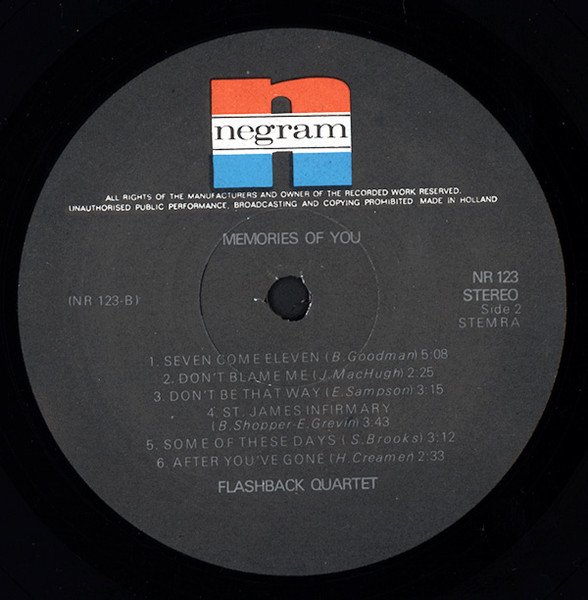 negram
ALL RIGHTS OF THE MANUFACTURERS AND OWNER OF THE RECORDED WORK RESERVED.
UNAUTHORISED PUBLIC PERFORMANCE, BROADCASTING AND COPYING PROHIBITED MADE IN HOLLAND
MEMORIES OF YOU
NR 123
(NR 123-B)
STEREO
Side 2
STEMRA
1. SEVEN COME ELEVEN (B.Goodman) 5:08
2. DON'T BLAME ME (J.MacHugh) 2:25
3. DON'T BE THAT WAY (E.Sampson) 3:15
4. ST. JAMES INFIRMARY
(B.Shopper-E.Grevin) 3:43
5. SOME OF THESE DAYS (S.Brooks) 3:12
6. AFTER YOU'VE GONE (H.Creamer) 2:33
FLASHBACK QUARTET